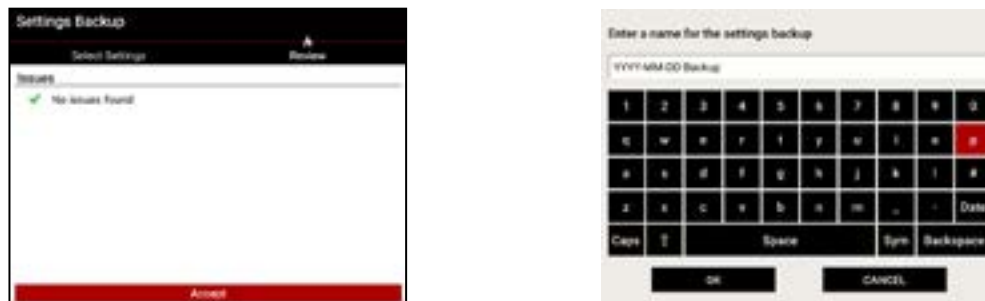 Settings Backup
Select Settings Review
Issues
No issues found
Accept
Enter a name for the settings backup
YYYY-MM-DD Backup
1 2 3 4 5 6 7 8 9 0
q w e r t y u i o p
a s d f g h j k l #
z x c v b n m _ - Date
Caps ⇧ Space Sym Backspace
OK CANCEL